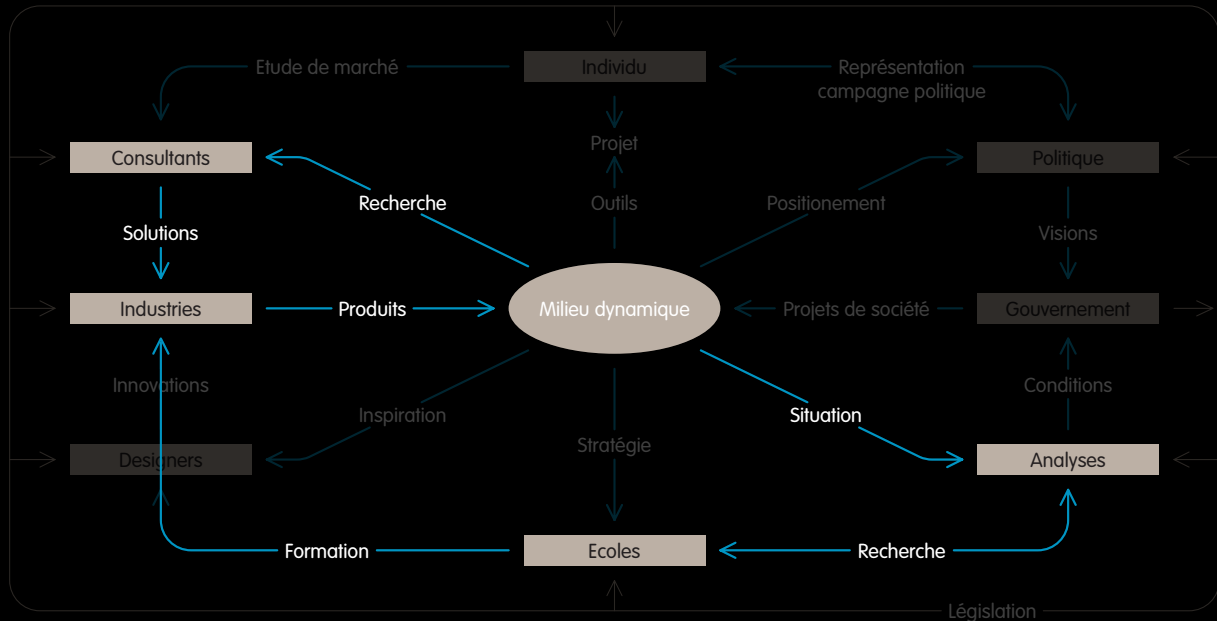 Etude de marché
Individu
Représentation
campagne politique
Projet
Consultants
Politique
Recherche
Outils
Positionement
Solutions
Visions
Industries
Produits
Milieu dynamique
Projets de société
Gouvernement
Innovations
Conditions
Inspiration
Situation
Stratégie
Designers
Analyses
Formation
Ecoles
Recherche
Législation